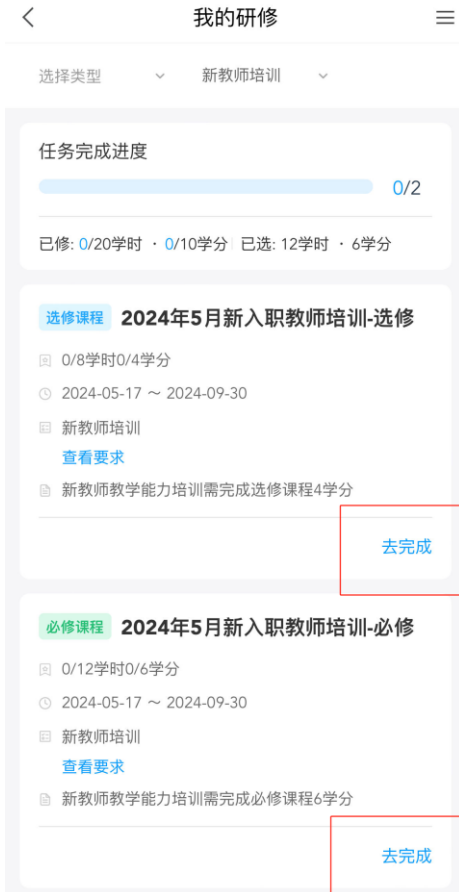 我的研修
选择类型 新教师培训
任务完成进度
0/2
已修: 0/20学时 · 0/10学分 已选: 12学时 · 6学分
选修课程 2024年5月新入职教师培训-选修
0/8学时0/4学分
2024-05-17 ～ 2024-09-30
新教师培训
查看要求
新教师教学能力培训需完成选修课程4学分
去完成
必修课程 2024年5月新入职教师培训-必修
0/12学时0/6学分
2024-05-17 ～ 2024-09-30
新教师培训
查看要求
新教师教学能力培训需完成必修课程6学分
去完成